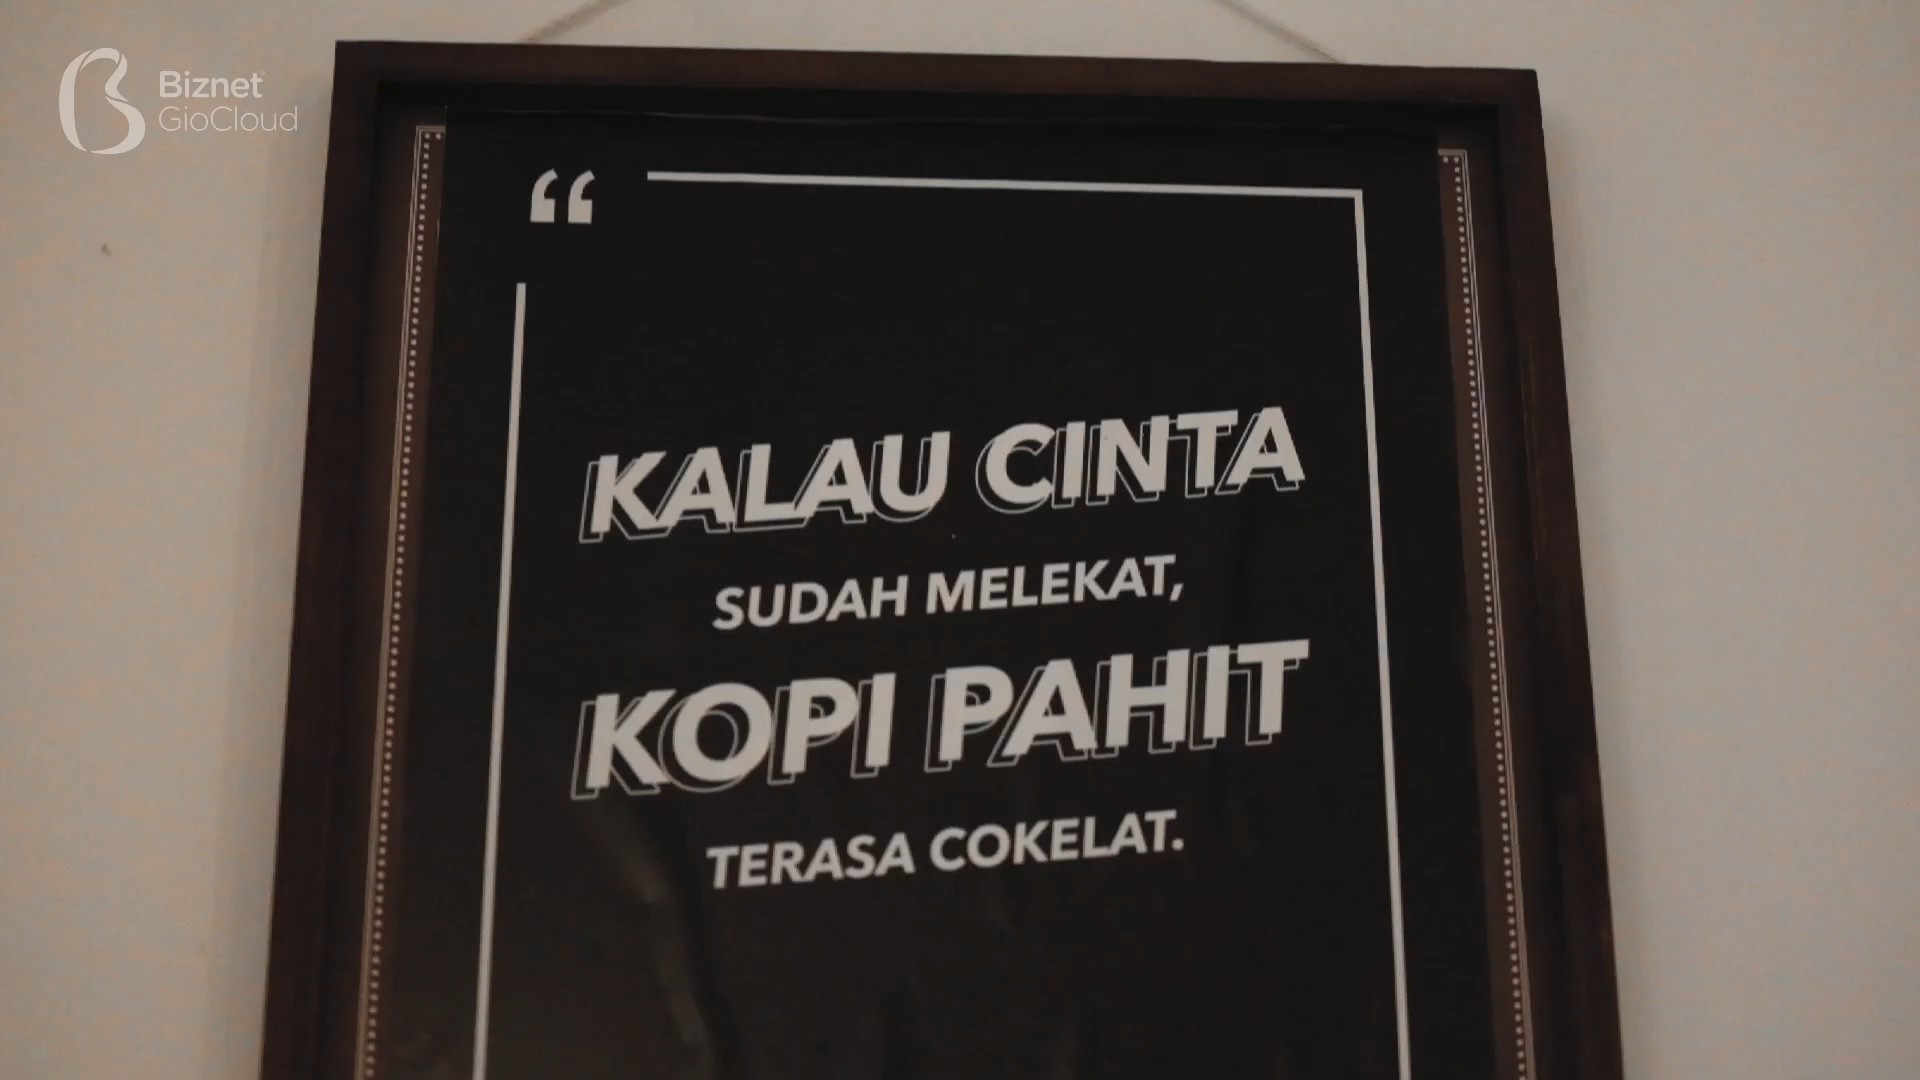 Biznet
GioCloud
“
KALAU CINTA
SUDAH MELEKAT,
KOPI PAHIT
TERASA COKELAT.